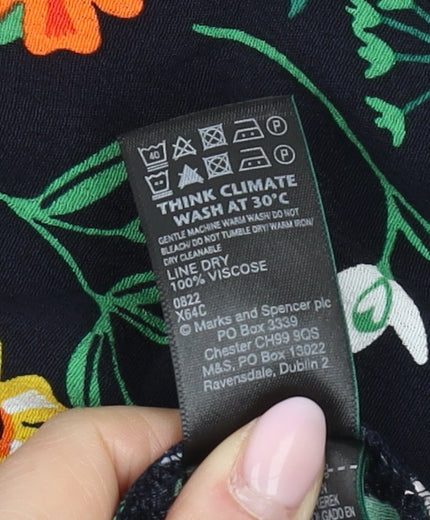 40 P
P
THINK CLIMATE
WASH AT 30°C
GENTLE MACHINE WARM WASH/ DO NOT
BLEACH/ DO NOT TUMBLE DRY/ WARM IRON/
DRY CLEANABLE
LINE DRY
100% VISCOSE
0822
X64C
© Marks and Spencer plc
PO Box 3339
Chester CH99 9QS
M&S, PO Box 13022
Ravensdale, Dublin 2